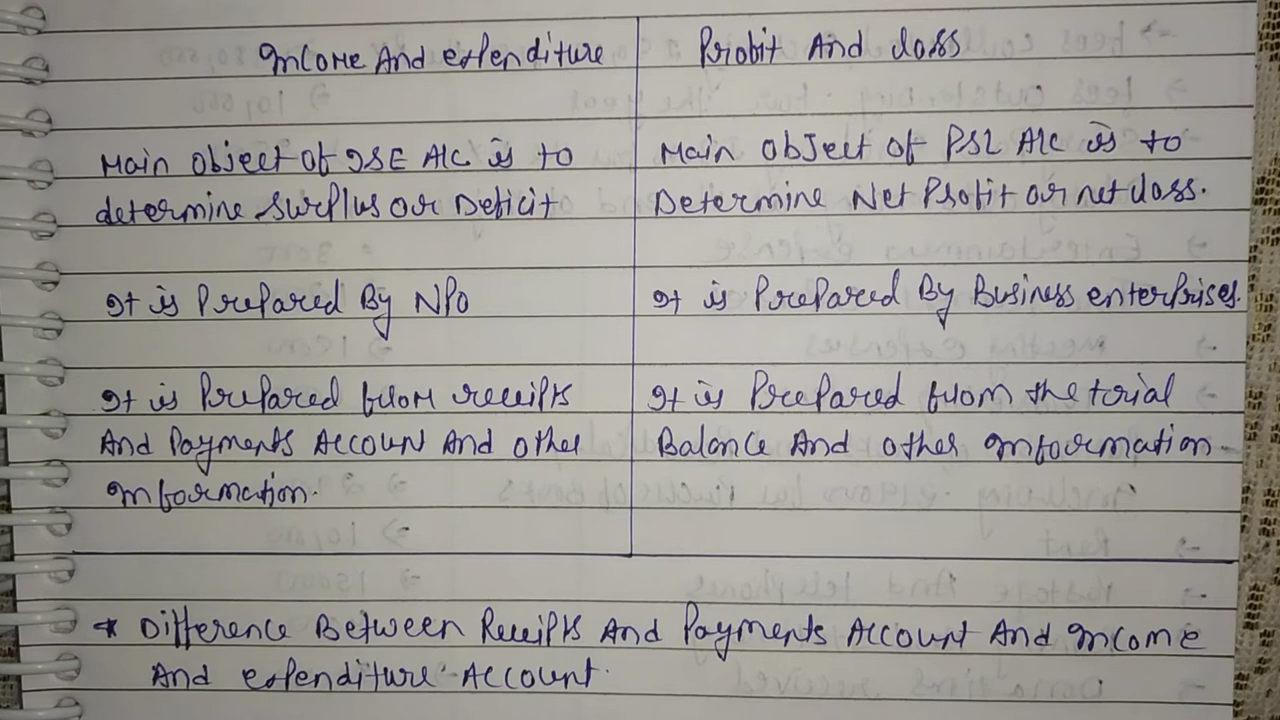 Income And expenditure
Profit And loss
Main object of I&E A/c is to
determine surplus or Deficit
Main object of P&L A/c is to
Determine Net Profit or net loss.
It is Prepared By NPO
It is Prepared By Business enterprises.
It is Prepared from receipts
And Payments Account And other
information.
It is Prepared from the trial
Balance And other information
* Difference Between Receipts And Payments Account And Income
And expenditure Account.